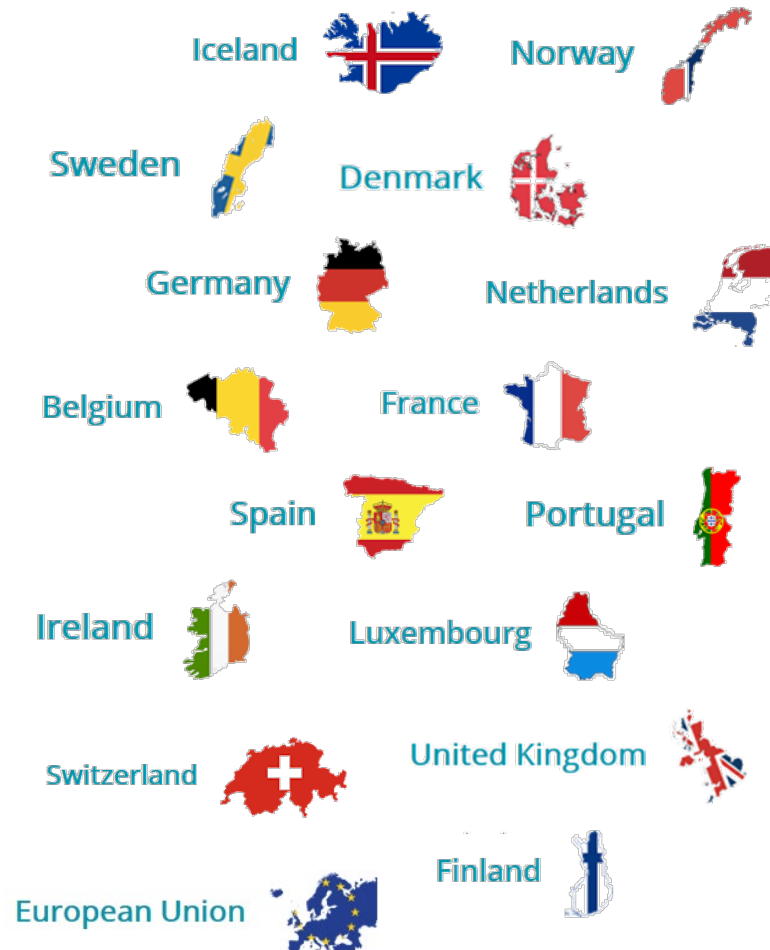 Iceland
Norway
Sweden
Denmark
Germany
Netherlands
Belgium
France
Spain
Portugal
Ireland
Luxembourg
United Kingdom
Switzerland
Finland
European Union